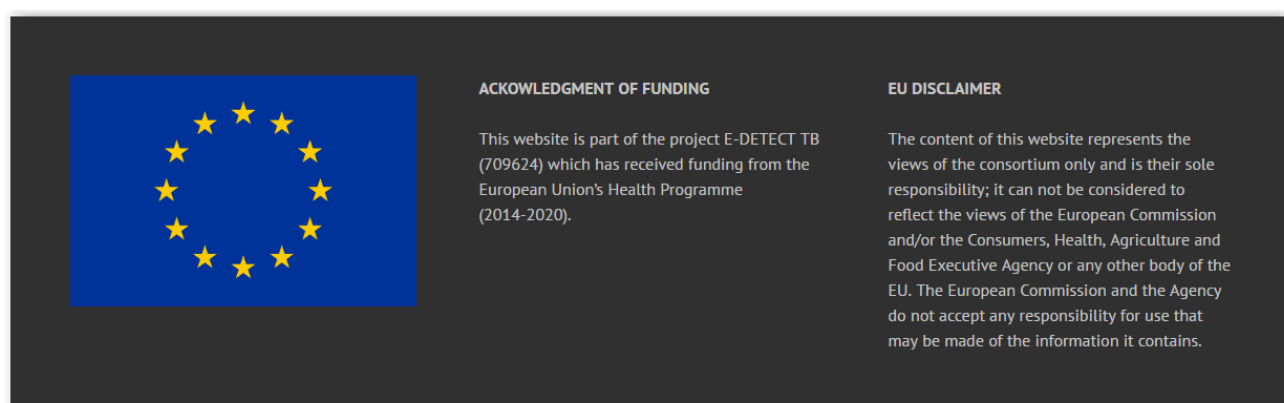 ACKOWLEDGMENT OF FUNDING
This website is part of the project E-DETECT TB
(709624) which has received funding from the
European Union's Health Programme
(2014-2020).
EU DISCLAIMER
The content of this website represents the
views of the consortium only and is their sole
responsibility; it can not be considered to
reflect the views of the European Commission
and/or the Consumers, Health, Agriculture and
Food Executive Agency or any other body of the
EU. The European Commission and the Agency
do not accept any responsibility for use that
may be made of the information it contains.